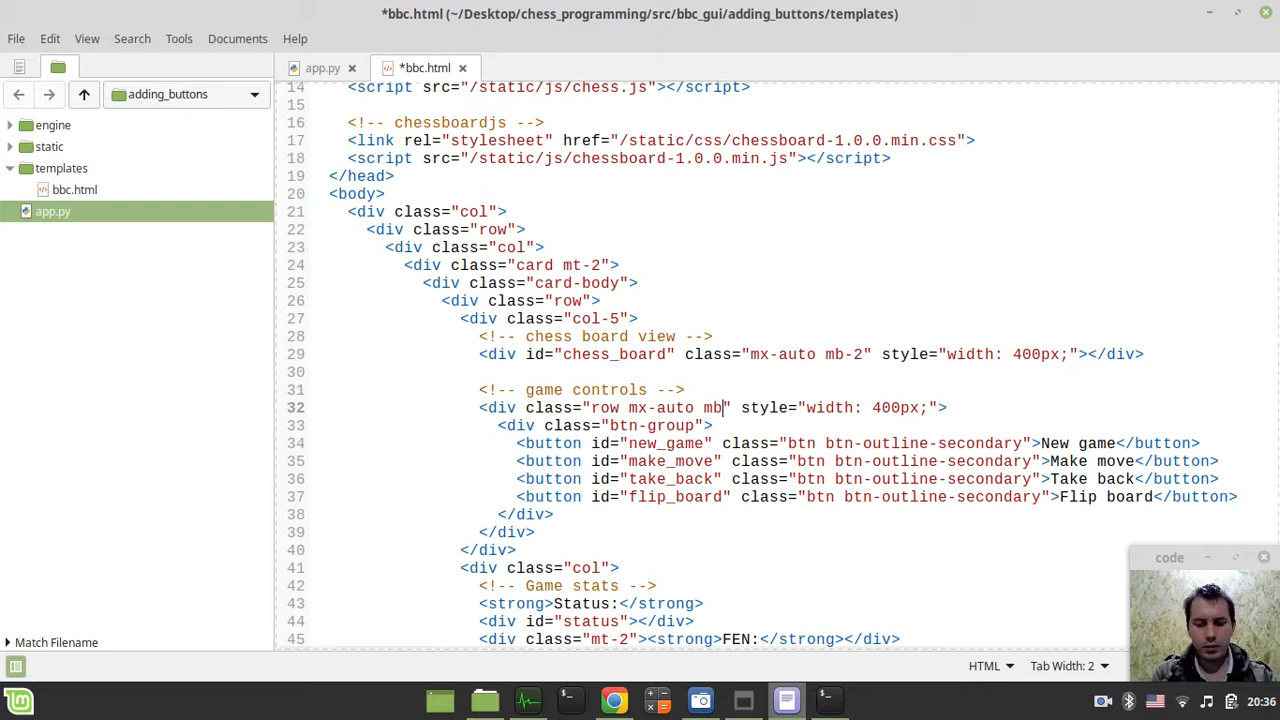 *bbc.html (~/Desktop/chess_programming/src/bbc_gui/adding_buttons/templates)
File Edit View Search Tools Documents Help
app.py
*bbc.html
adding_buttons
engine
static
templates
bbc.html
app.py
Match Filename
14 <script src="/static/js/chess.js"></script>
15
16 <!-- chessboardjs -->
17 <link rel="stylesheet" href="/static/css/chessboard-1.0.0.min.css">
18 <script src="/static/js/chessboard-1.0.0.min.js"></script>
19 </head>
20 <body>
21 <div class="col">
22 <div class="row">
23 <div class="col">
24 <div class="card mt-2">
25 <div class="card-body">
26 <div class="row">
27 <div class="col-5">
28 <!-- chess board view -->
29 <div id="chess_board" class="mx-auto mb-2" style="width: 400px;"></div>
30
31 <!-- game controls -->
32 <div class="row mx-auto mb" style="width: 400px;">
33 <div class="btn-group">
34 <button id="new_game" class="btn btn-outline-secondary">New game</button>
35 <button id="make_move" class="btn btn-outline-secondary">Make move</button>
36 <button id="take_back" class="btn btn-outline-secondary">Take back</button>
37 <button id="flip_board" class="btn btn-outline-secondary">Flip board</button>
38 </div>
39 </div>
40 </div>
41 <div class="col">
42 <!-- Game stats -->
43 <strong>Status:</strong>
44 <div id="status"></div>
45 <div class="mt-2"><strong>FEN:</strong></div>
code
HTML Tab Width: 2
20:36